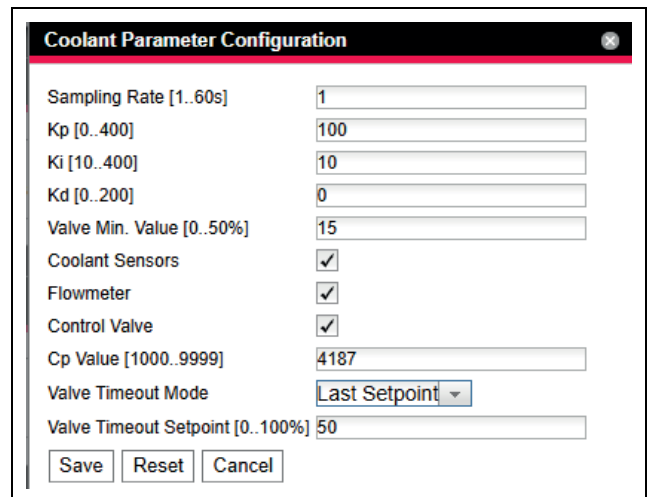 Coolant Parameter Configuration
Sampling Rate [1..60s] 1
Kp [0..400] 100
Ki [10..400] 10
Kd [0..200] 0
Valve Min. Value [0..50%] 15
Coolant Sensors
Flowmeter
Control Valve
Cp Value [1000..9999] 4187
Valve Timeout Mode Last Setpoint
Valve Timeout Setpoint [0..100%] 50
Save Reset Cancel